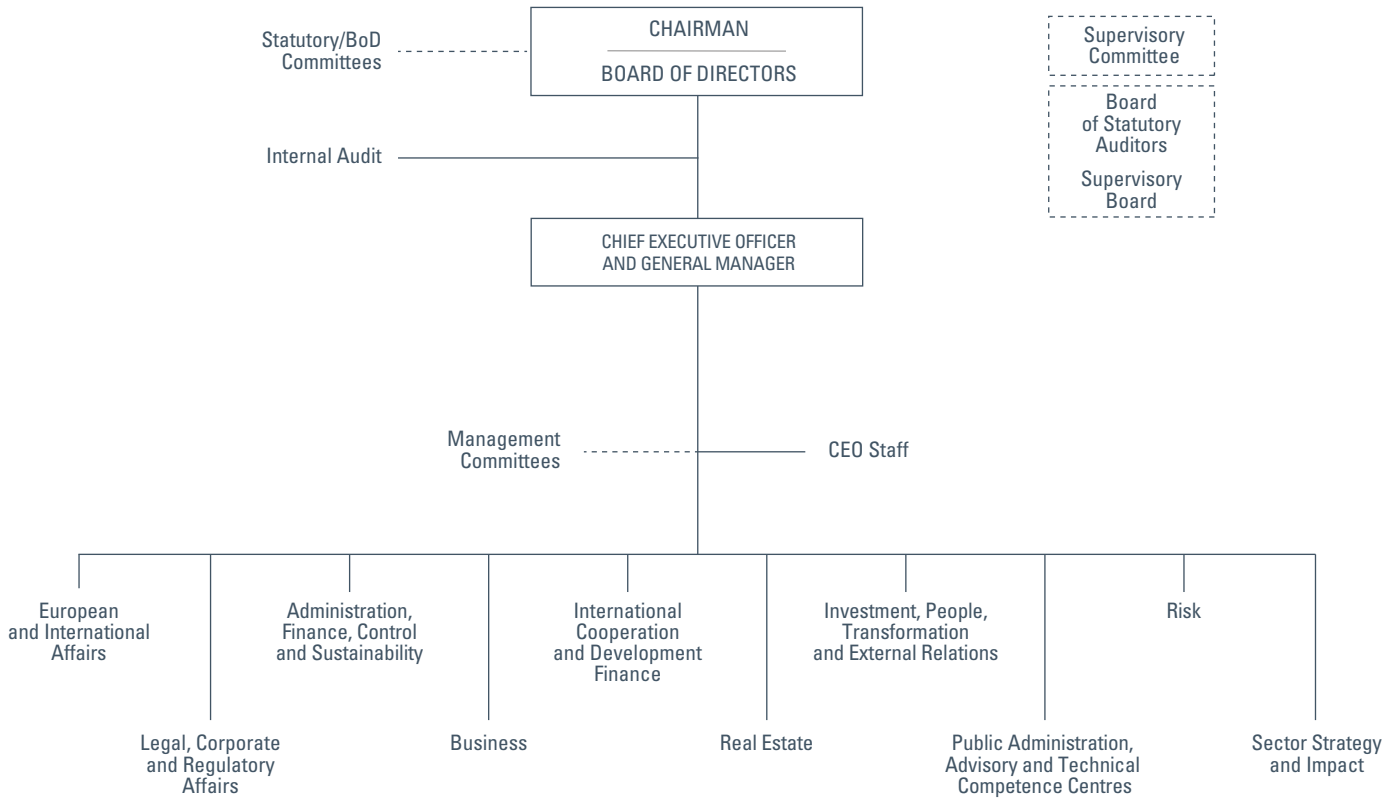 Statutory/BoD
Committees
CHAIRMAN
BOARD OF DIRECTORS
Supervisory
Committee
Board
of Statutory
Auditors
Supervisory
Board
Internal Audit
CHIEF EXECUTIVE OFFICER
AND GENERAL MANAGER
Management
Committees
CEO Staff
European
and International
Affairs
Administration,
Finance, Control
and Sustainability
International
Cooperation
and Development
Finance
Investment, People,
Transformation
and External Relations
Risk
Legal, Corporate
and Regulatory
Affairs
Business
Real Estate
Public Administration,
Advisory and Technical
Competence Centres
Sector Strategy
and Impact